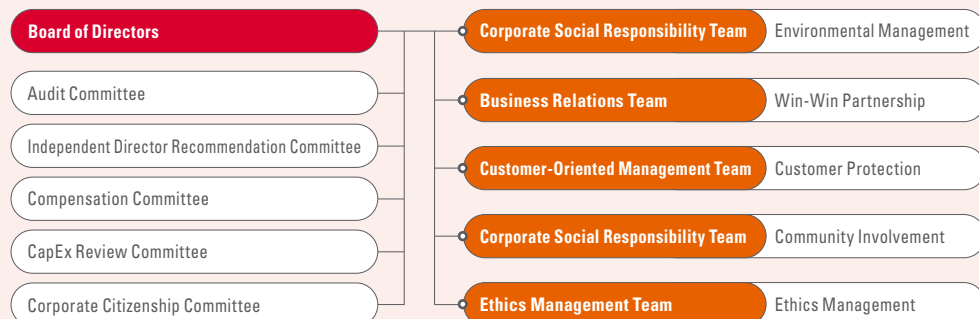 Board of Directors
Audit Committee
Independent Director Recommendation Committee
Compensation Committee
CapEx Review Committee
Corporate Citizenship Committee
Corporate Social Responsibility Team Environmental Management
Business Relations Team Win-Win Partnership
Customer-Oriented Management Team Customer Protection
Corporate Social Responsibility Team Community Involvement
Ethics Management Team Ethics Management